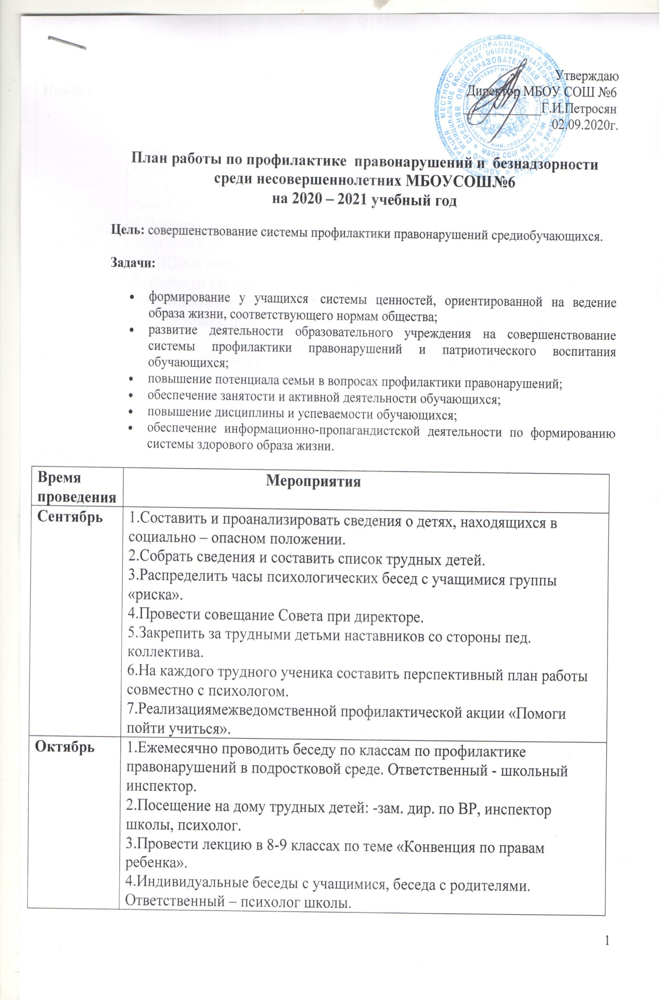 Утверждаю
Директор МБОУ СОШ №6
Г.И.Петросян
02.09.2020г.
План работы по профилактике правонарушений и безнадзорности
среди несовершеннолетних МБОУСОШ№6
на 2020 – 2021 учебный год
Цель: совершенствование системы профилактики правонарушений средиобучающихся.
Задачи:
• формирование у учащихся системы ценностей, ориентированной на ведение
образа жизни, соответствующего нормам общества;
• развитие деятельности образовательного учреждения на совершенствование
системы профилактики правонарушений и патриотического воспитания
обучающихся;
• повышение потенциала семьи в вопросах профилактики правонарушений;
• обеспечение занятости и активной деятельности обучающихся;
• повышение дисциплины и успеваемости обучающихся;
• обеспечение информационно-пропагандистской деятельности по формированию
системы здорового образа жизни.
Время
проведения
Мероприятия
Сентябрь
1.Составить и проанализировать сведения о детях, находящихся в
социально – опасном положении.
2.Собрать сведения и составить список трудных детей.
3.Распределить часы психологических бесед с учащимися группы
«риска».
4.Провести совещание Совета при директоре.
5.Закрепить за трудными детьми наставников со стороны пед.
коллектива.
6.На каждого трудного ученика составить перспективный план работы
совместно с психологом.
7.Реализациямежведомственной профилактической акции «Помоги
пойти учиться».
Октябрь
1.Ежемесячно проводить беседу по классам по профилактике
правонарушений в подростковой среде. Ответственный - школьный
инспектор.
2.Посещение на дому трудных детей: -зам. дир. по ВР, инспектор
школы, психолог.
3.Провести лекцию в 8-9 классах по теме «Конвенция по правам
ребенка».
4.Индивидуальные беседы с учащимися, беседа с родителями.
Ответственный – психолог школы.
1